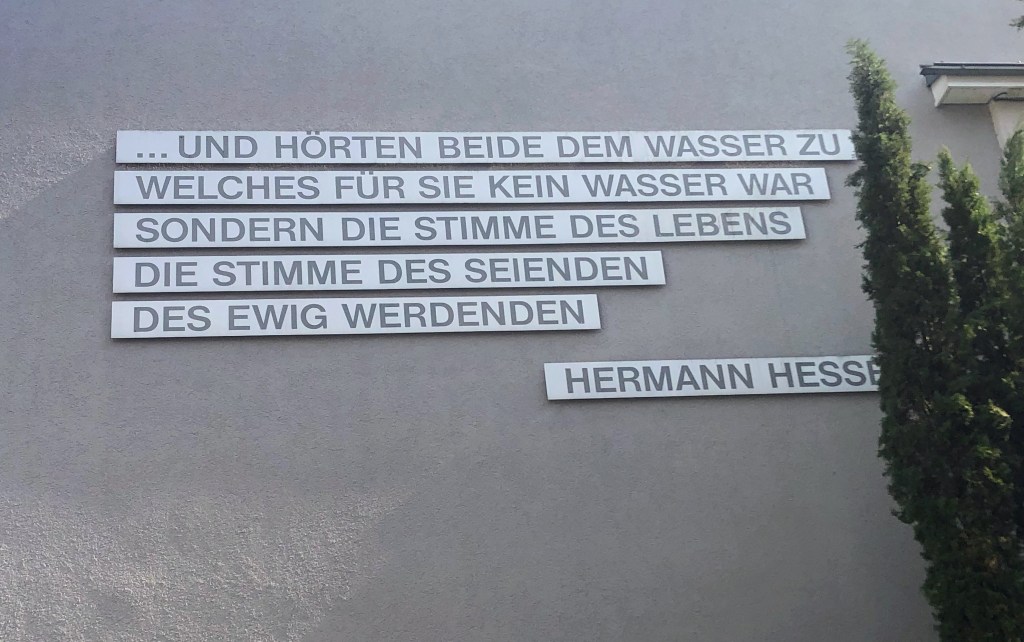 ... UND HÖRTEN BEIDE DEM WASSER ZU
WELCHES FÜR SIE KEIN WASSER WAR
SONDERN DIE STIMME DES LEBENS
DIE STIMME DES SEIENDEN
DES EWIG WERDENDEN
HERMANN HESSE